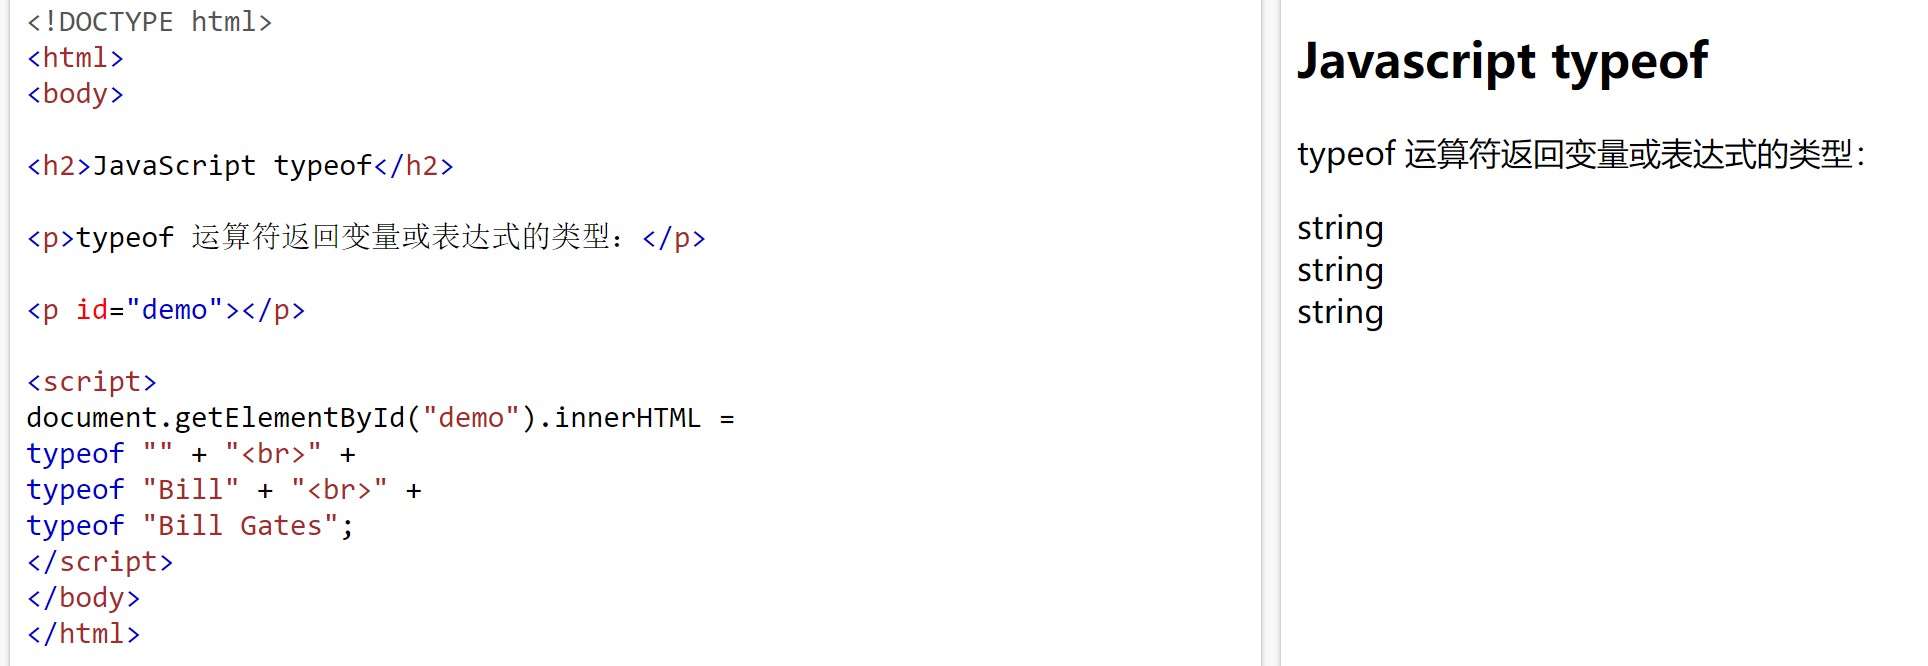 <!DOCTYPE html>
<html>
<body>
<h2>JavaScript typeof</h2>
<p>typeof 运算符返回变量或表达式的类型：</p>
<p id="demo"></p>
<script>
document.getElementById("demo").innerHTML =
typeof "" + "<br>" +
typeof "Bill" + "<br>" +
typeof "Bill Gates";
</script>
</body>
</html>
Javascript typeof
typeof 运算符返回变量或表达式的类型：
string
string
string